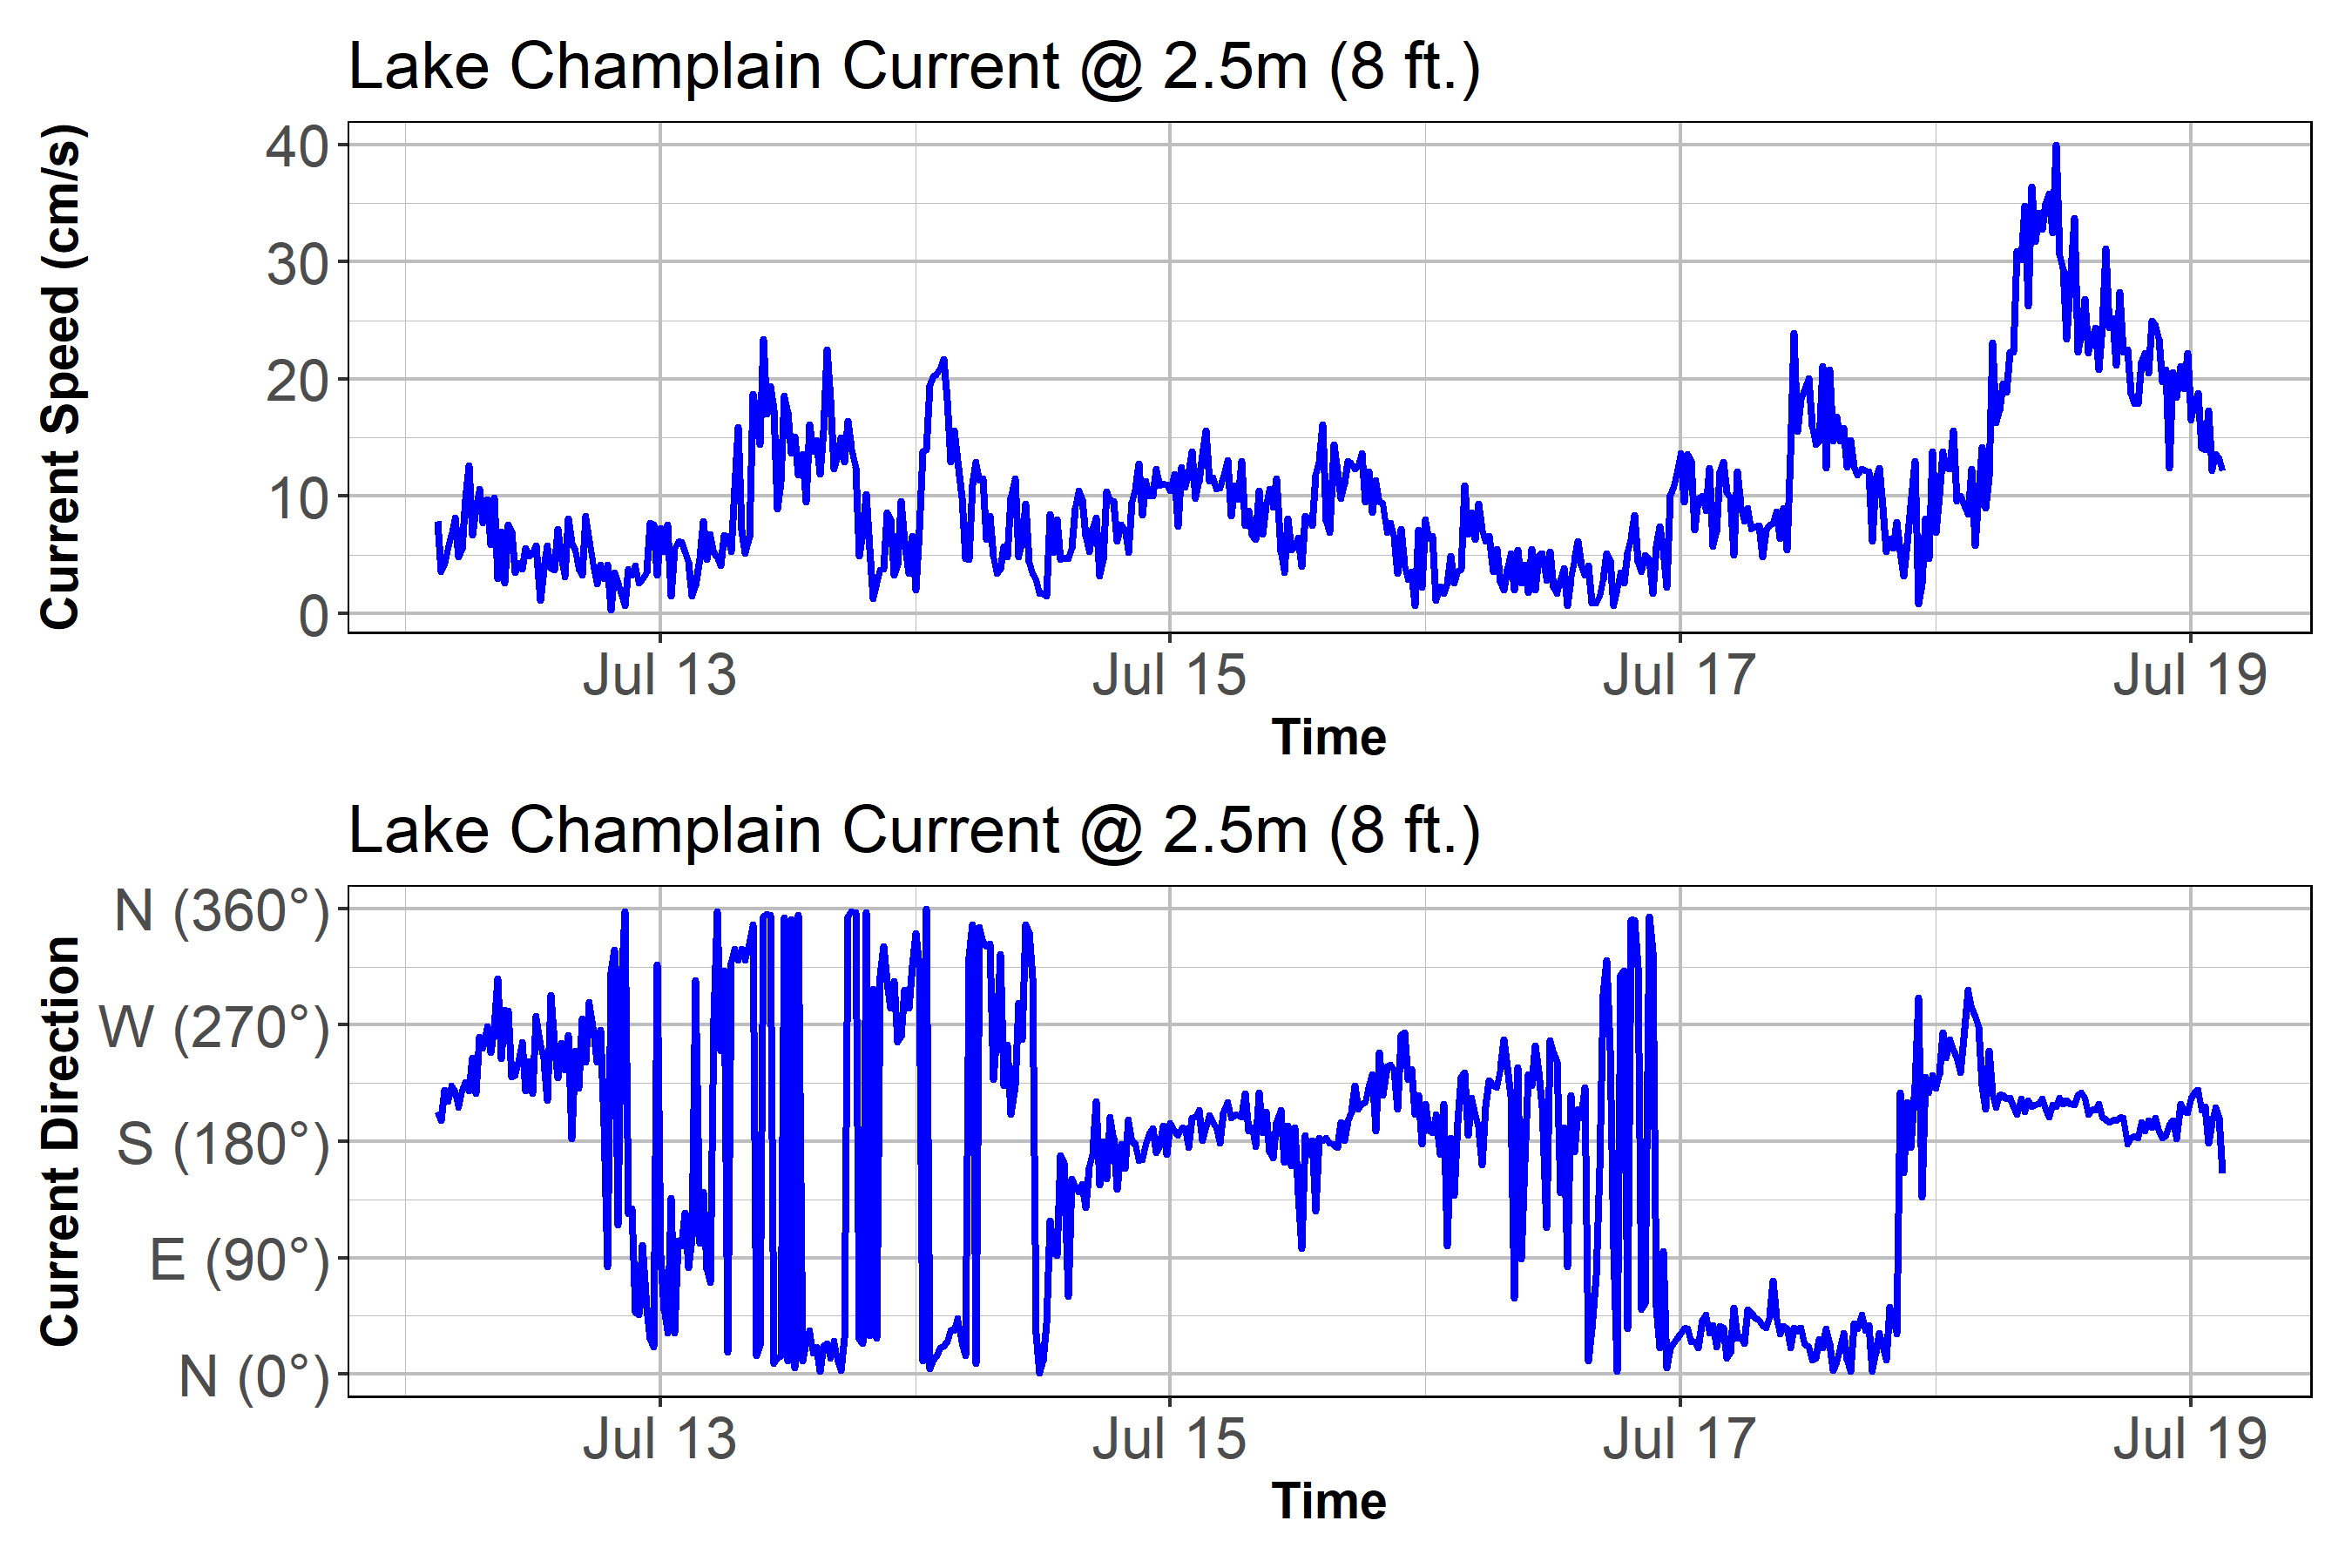 Lake Champlain Current @ 2.5m (8 ft.)
Current Speed (cm/s)
40
30
20
10
0
Jul 13 Jul 15 Jul 17 Jul 19
Time
Lake Champlain Current @ 2.5m (8 ft.)
Current Direction
N (360°)
W (270°)
S (180°)
E (90°)
N (0°)
Jul 13 Jul 15 Jul 17 Jul 19
Time